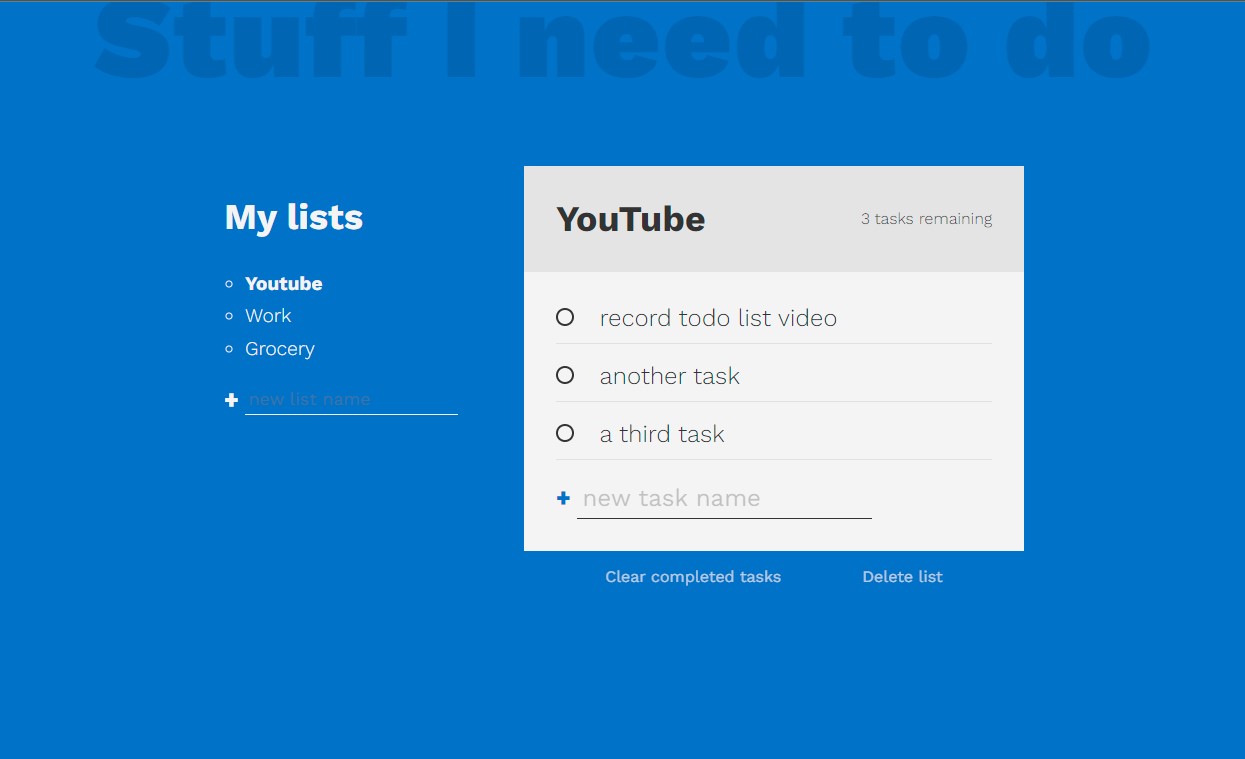 Stuff I need to do
My lists
Youtube
Work
Grocery
+ new list name
YouTube
3 tasks remaining
record todo list video
another task
a third task
+ new task name
Clear completed tasks
Delete list